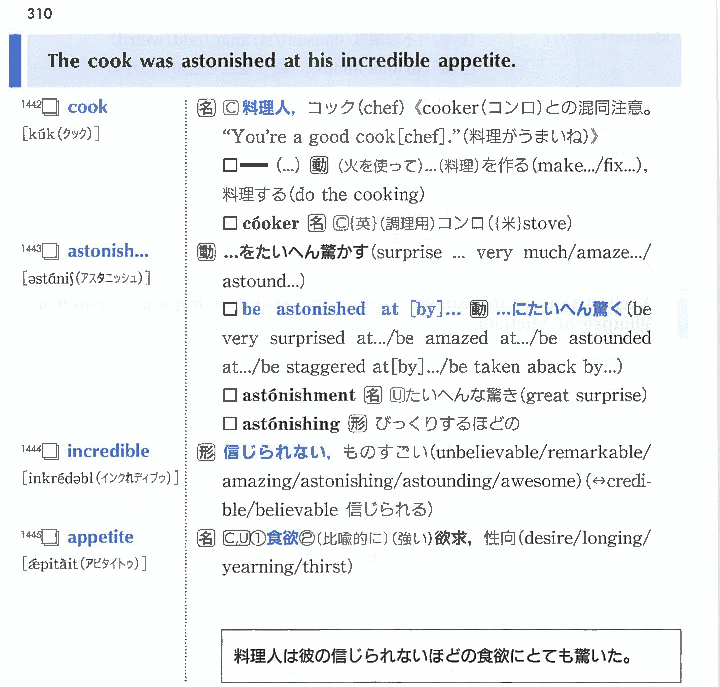 310
The cook was astonished at his incredible appetite.
1442□ cook
[kúk(クック)]
名 C料理人, コック(chef)《cooker(コンロ)との混同注意。
“You're a good cook[chef].”(料理がうまいね)》
□━ (...) 動 (火を使って)...(料理)を作る(make.../fix...),
料理する(do the cooking)
□ cóoker 名 C{英}(調理用)コンロ({米}stove)
1443□ astonish...
[əstɑ́niʃ(アスタニッシュ)]
動 ...をたいへん驚かす(surprise ... very much/amaze.../
astound...)
□ be astonished at [by]... 動 ...にたいへん驚く(be
very surprised at.../be amazed at.../be astounded
at.../be staggered at[by].../be taken aback by...)
□ astónishment 名 Uたいへんな驚き(great surprise)
□ astónishing 形 びっくりするほどの
1444□ incredible
[inkrédəbl(インクれディブゥ)]
形 信じられない, ものすごい(unbelievable/remarkable/
amazing/astonishing/astounding/awesome)(⇔credi-
ble/believable 信じられる)
1445□ appetite
[ǽpitàit(アピタイトゥ)]
名 C,U①食欲②(比喩的に)(強い)欲求, 性向(desire/longing/
yearning/thirst)
料理人は彼の信じられないほどの食欲にとても驚いた。